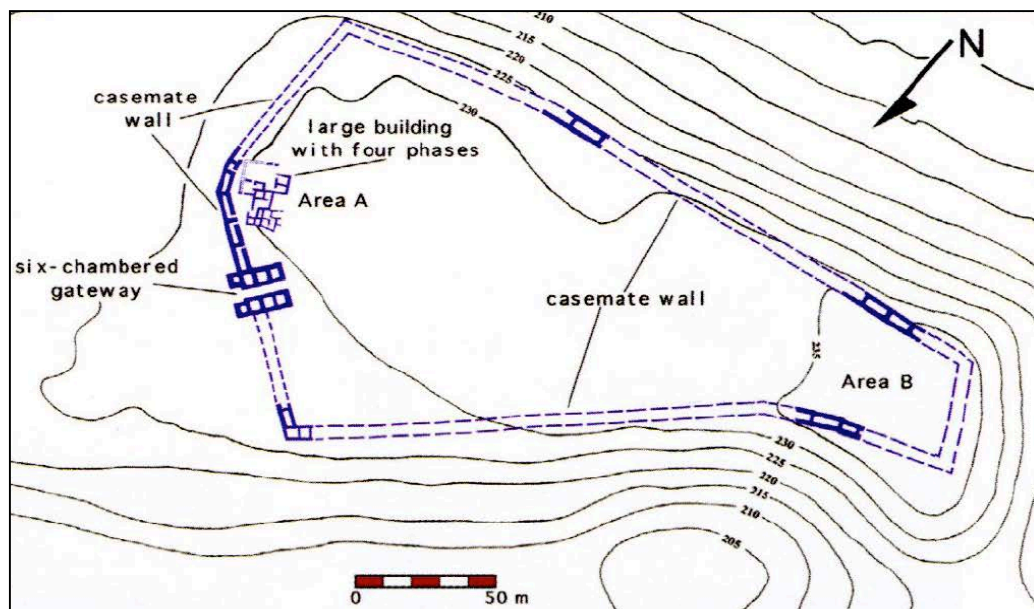 210
215
220
225
230
N
casemate
wall
large building
with four phases
Area A
six-chambered
gateway
casemate wall
235
Area B
230
225
220
215
210
205
0 50 m